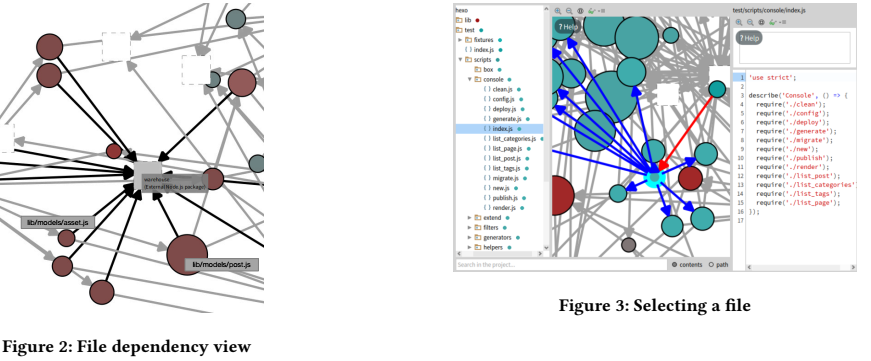 warehouse
(External Node.js package)
lib/models/asset.js
lib/models/post.js
Figure 2: File dependency view
hexo
lib
test
fixtures
index.js
scripts
box
console
clean.js
config.js
deploy.js
generate.js
index.js
list_categories.js
list_page.js
list_post.js
list_tags.js
migrate.js
new.js
publish.js
render.js
extend
filters
generators
helpers
Search in the project...
? Help
contents
path
test/scripts/console/index.js
? Help
1 'use strict';
2
3 describe('Console', () => {
4 require('./clean');
5 require('./config');
6 require('./deploy');
7 require('./generate');
8 require('./migrate');
9 require('./new');
10 require('./publish');
11 require('./render');
12 require('./list_post');
13 require('./list_categories'
14 require('./list_tags');
15 require('./list_page');
16 });
17
Figure 3: Selecting a file